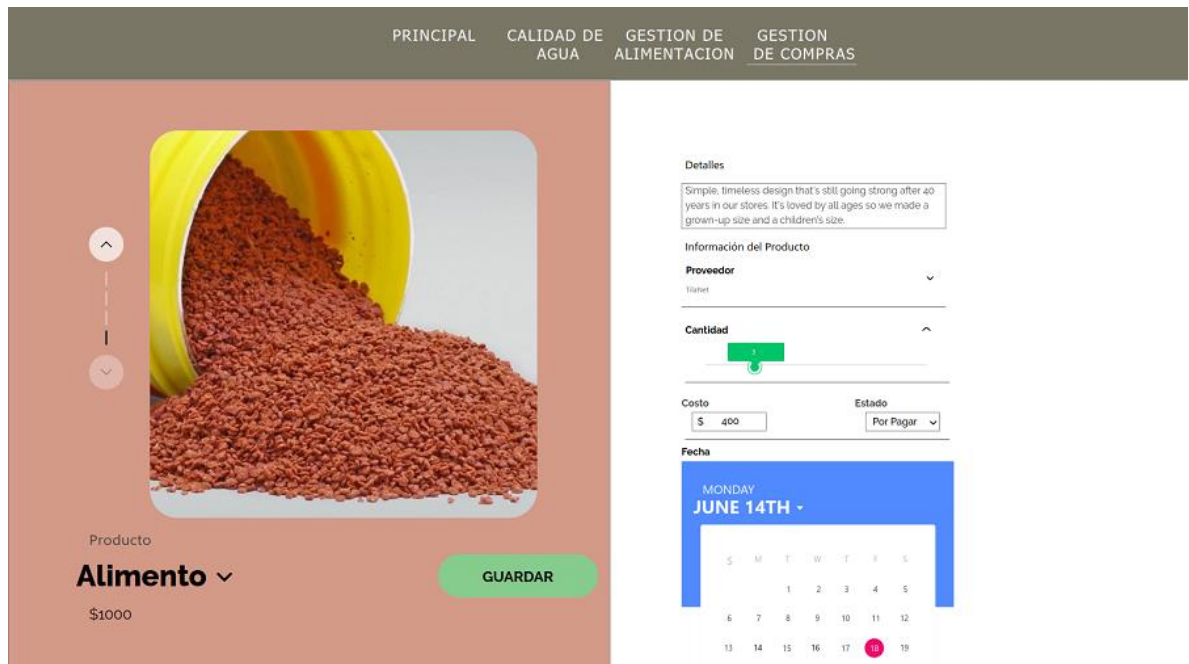 PRINCIPAL
CALIDAD DE
AGUA
GESTION DE
ALIMENTACION
GESTION
DE COMPRAS
Producto
Alimento
$1000
GUARDAR
Detalles
Simple, timeless design that's still going strong after 40
years in our stores. It's loved by all ages so we made a
grown-up size and a children's size.
Información del Producto
Proveedor
Cantidad
3
Costo
Estado
$ 400
Por Pagar
Fecha
MONDAY
JUNE 14TH
S M T W T F S
1 2 3 4 5
6 7 8 9 10 11 12
13 14 15 16 17 18 19